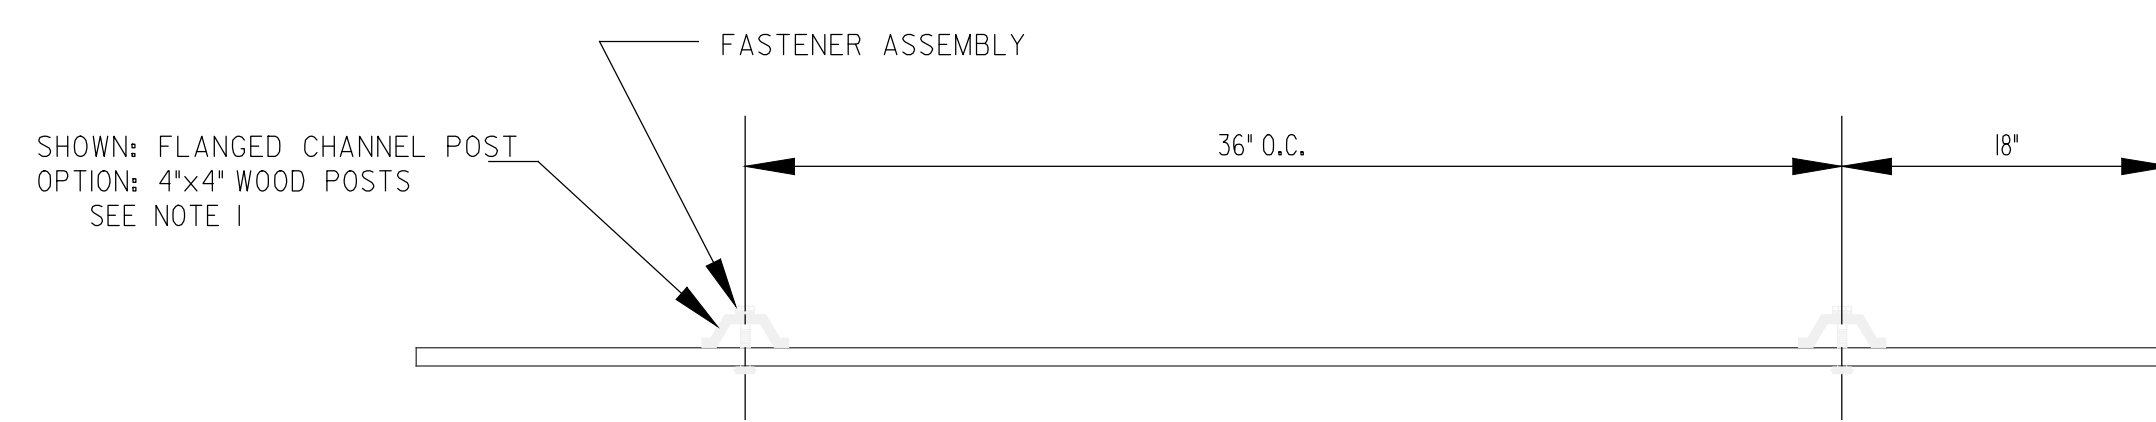 FASTENER ASSEMBLY
SHOWN: FLANGED CHANNEL POST
OPTION: 4"x4" WOOD POSTS
SEE NOTE 1
36" O.C.
18"